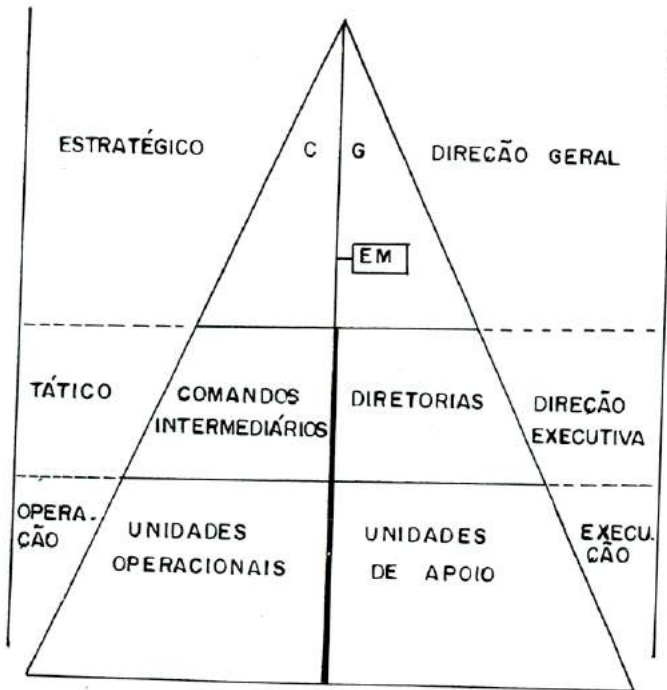 ESTRATÉGICO
C G
DIREÇÃO GERAL
EM
TÁTICO
COMANDOS
INTERMEDIÁRIOS
DIRETORIAS
DIREÇÃO
EXECUTIVA
OPERA-
ÇÃO
UNIDADES
OPERACIONAIS
UNIDADES
DE APOIO
EXECU-
ÇÃO